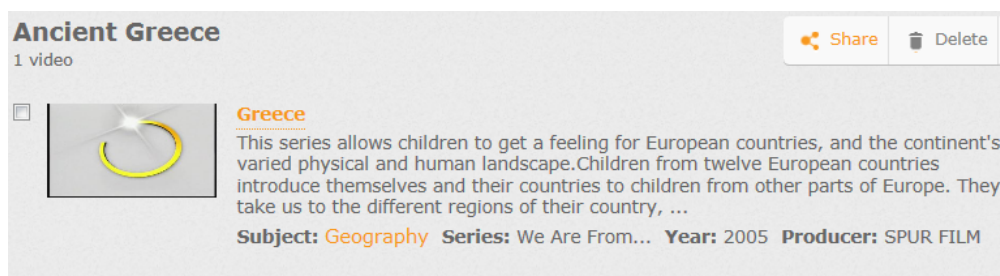 Ancient Greece
1 video
Share
Delete
Greece
This series allows children to get a feeling for European countries, and the continent's
varied physical and human landscape.Children from twelve European countries
introduce themselves and their countries to children from other parts of Europe. They
take us to the different regions of their country, ...
Subject: Geography Series: We Are From... Year: 2005 Producer: SPUR FILM